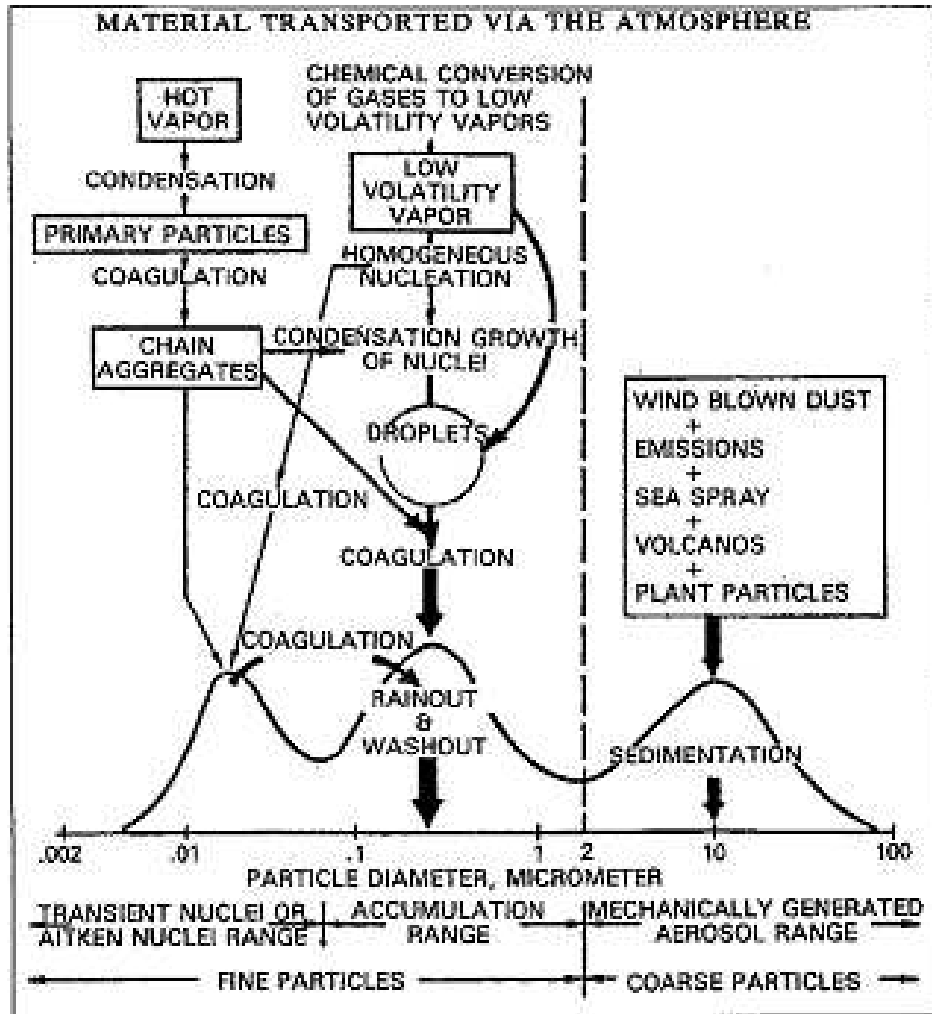 MATERIAL TRANSPORTED VIA THE ATMOSPHERE
HOT
VAPOR
CONDENSATION
PRIMARY PARTICLES
COAGULATION
CHAIN
AGGREGATES
CHEMICAL CONVERSION
OF GASES TO LOW
VOLATILITY VAPORS
LOW
VOLATILITY
VAPOR
HOMOGENEOUS
NUCLEATION
CONDENSATION GROWTH
OF NUCLEI
DROPLETS
COAGULATION
COAGULATION
COAGULATION
RAINOUT
&
WASHOUT
WIND BLOWN DUST
+
EMISSIONS
+
SEA SPRAY
+
VOLCANOS
+
PLANT PARTICLES
SEDIMENTATION
.002 .01 .1 1 2 10 100
PARTICLE DIAMETER, MICROMETER
TRANSIENT NUCLEI OR
AITKEN NUCLEI RANGE
ACCUMULATION
RANGE
MECHANICALLY GENERATED
AEROSOL RANGE
FINE PARTICLES
COARSE PARTICLES